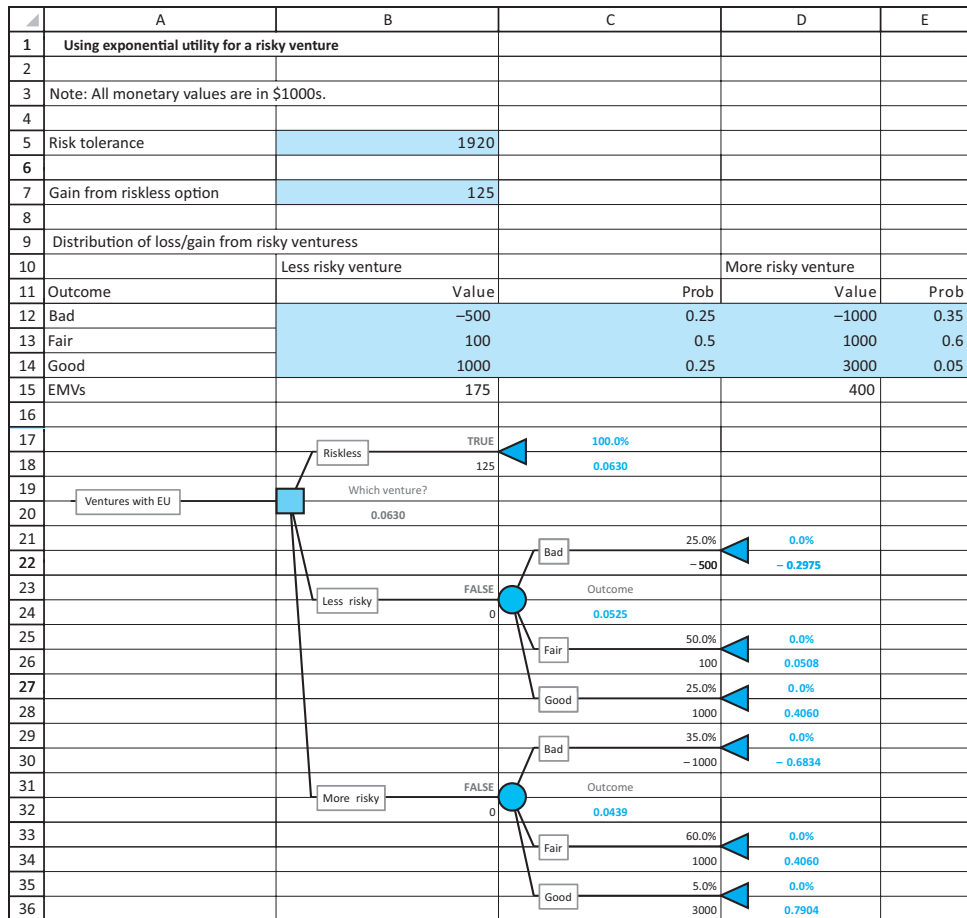 A B C D E
1 Using exponential utility for a risky venture
2
3 Note: All monetary values are in $1000s.
4
5 Risk tolerance 1920
6
7 Gain from riskless option 125
8
9 Distribution of loss/gain from risky venturess
10 Less risky venture More risky venture
11 Outcome Value Prob Value Prob
12 Bad –500 0.25 –1000 0.35
13 Fair 100 0.5 1000 0.6
14 Good 1000 0.25 3000 0.05
15 EMVs 175 400
16
17 TRUE 100.0%
Riskless
18 125 0.0630
19 Which venture?
Ventures with EU
20 0.0630
21 25.0% 0.0%
Bad
22 –500 –0.2975
23 FALSE Outcome
Less risky
24 0 0.0525
25 50.0% 0.0%
Fair
26 100 0.0508
27 25.0% 0.0%
Good
28 1000 0.4060
29 35.0% 0.0%
Bad
30 –1000 –0.6834
31 FALSE Outcome
More risky
32 0 0.0439
33 60.0% 0.0%
Fair
34 1000 0.4060
35 5.0% 0.0%
Good
36 3000 0.7904